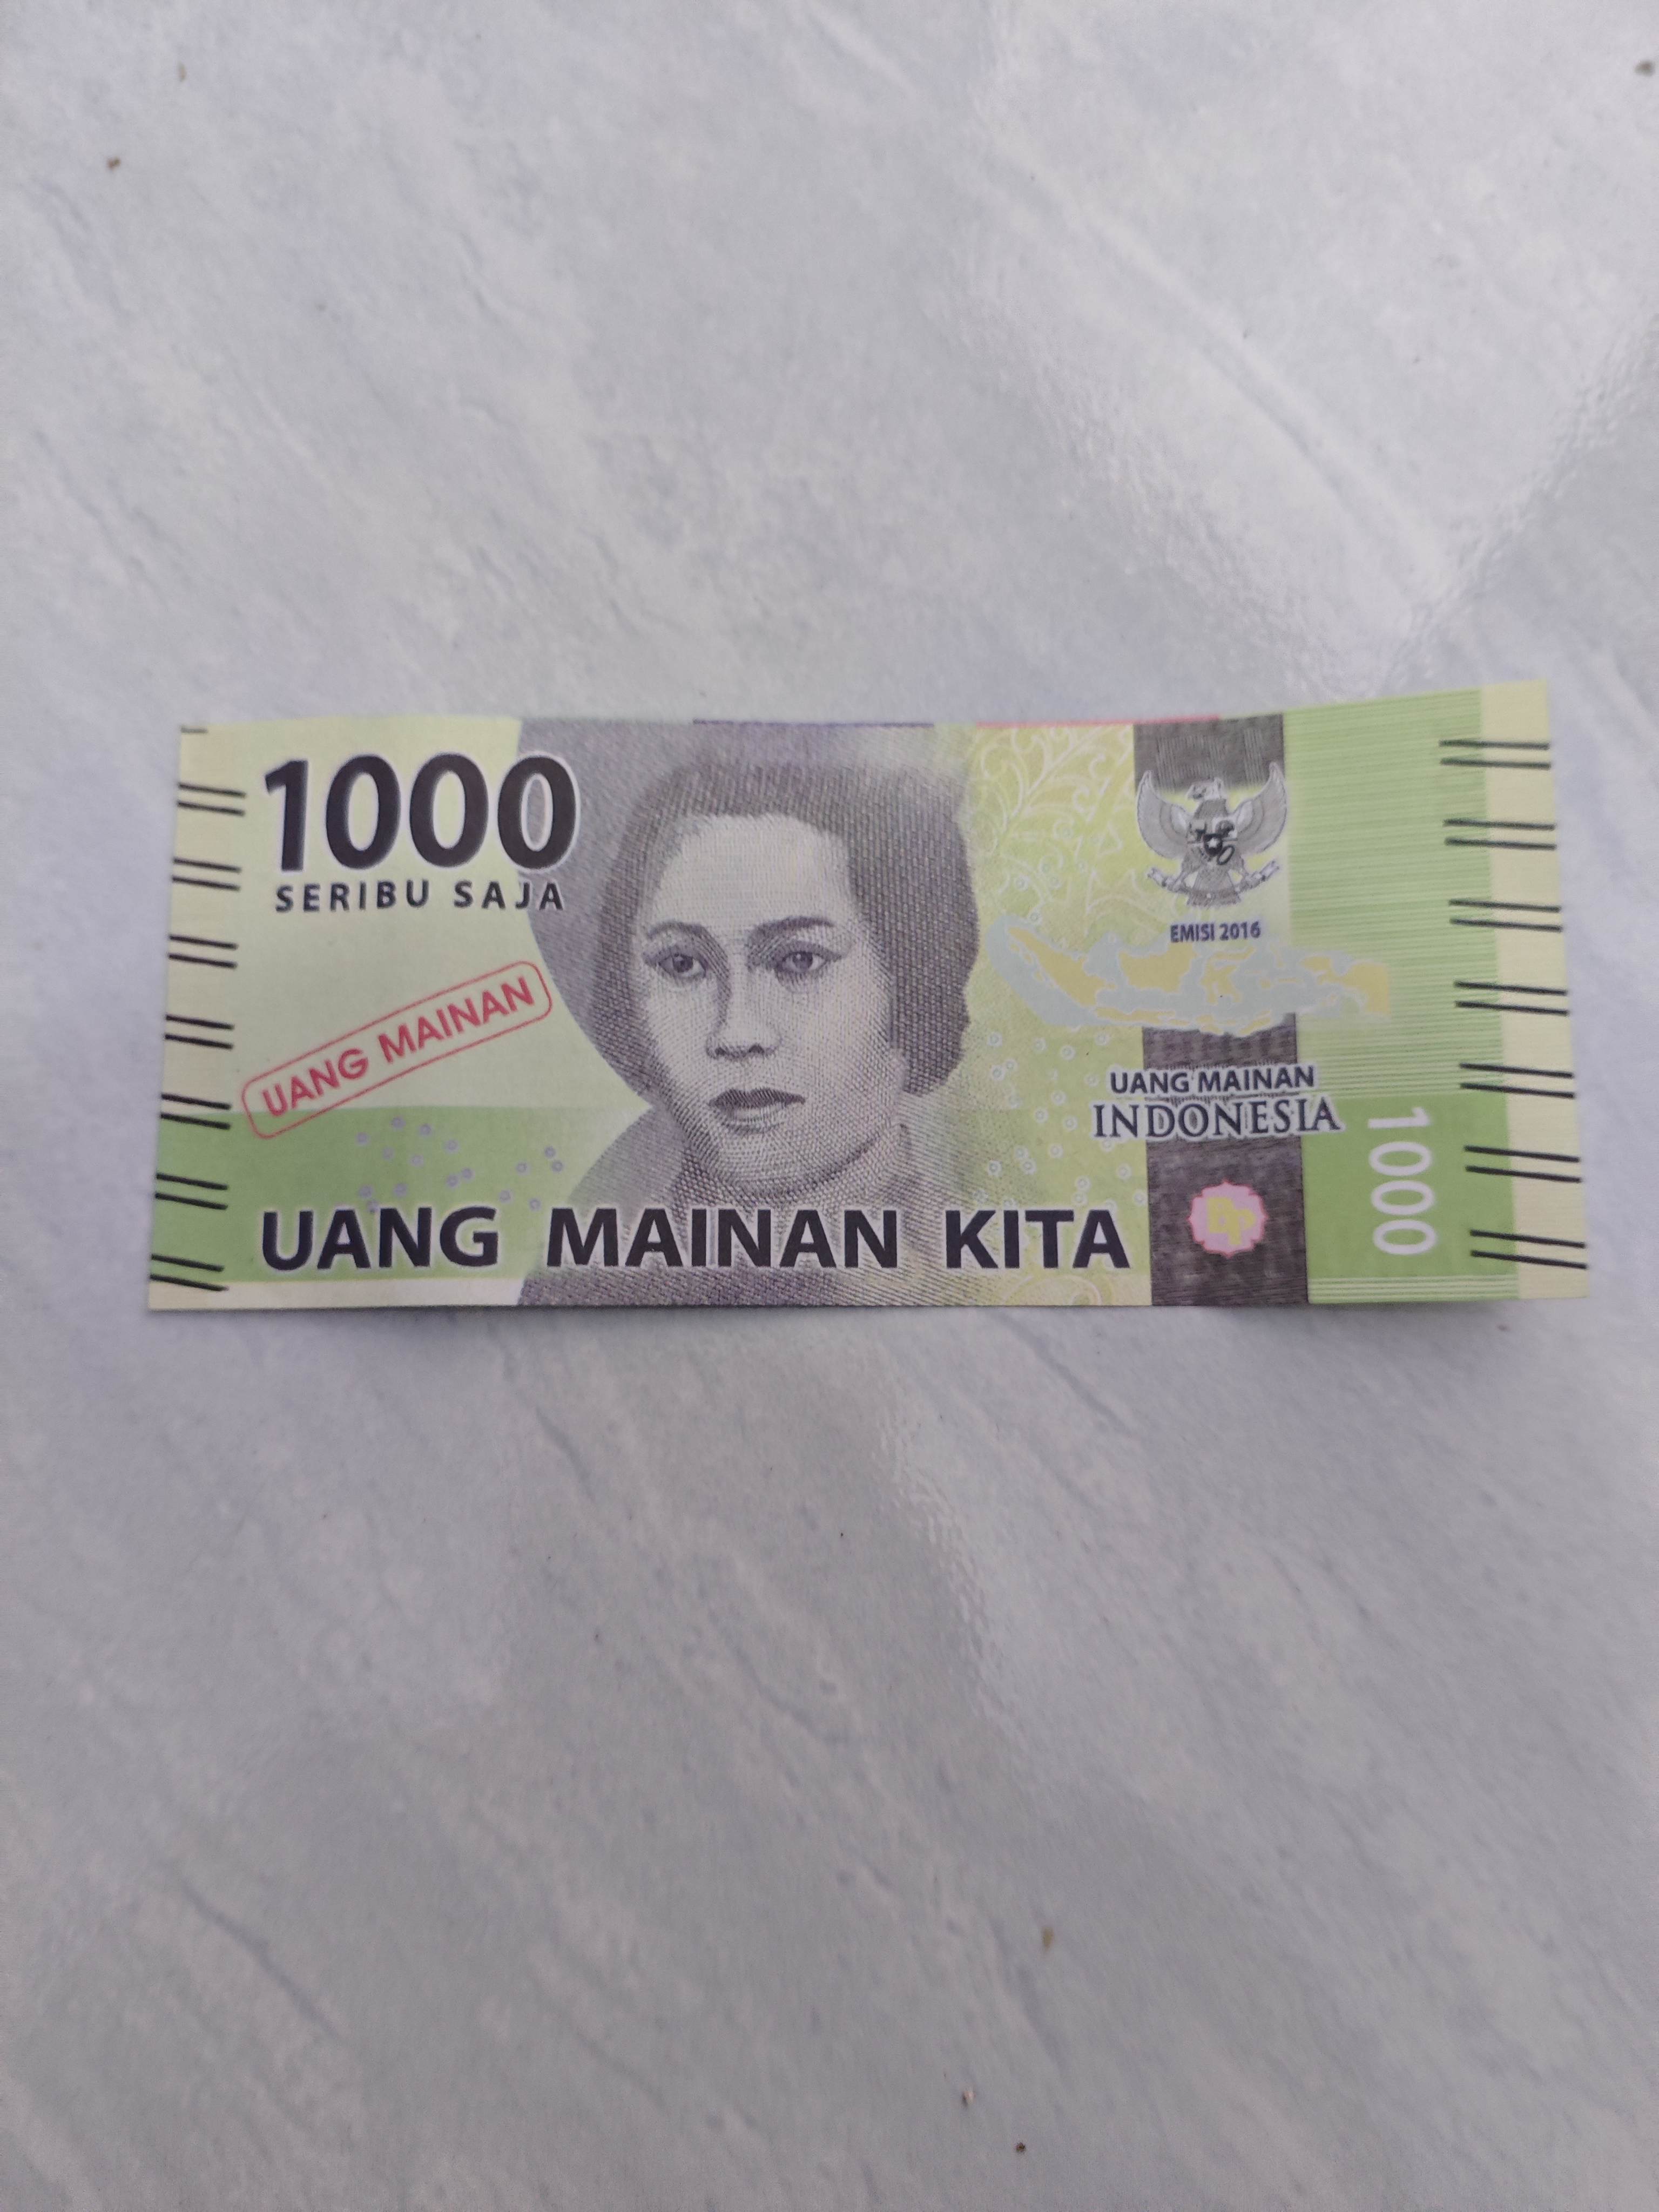 1000
SERIBU SAJA
UANG MAINAN
EMISI 2016
UANG MAINAN
INDONESIA
1000
UANG MAINAN KITA